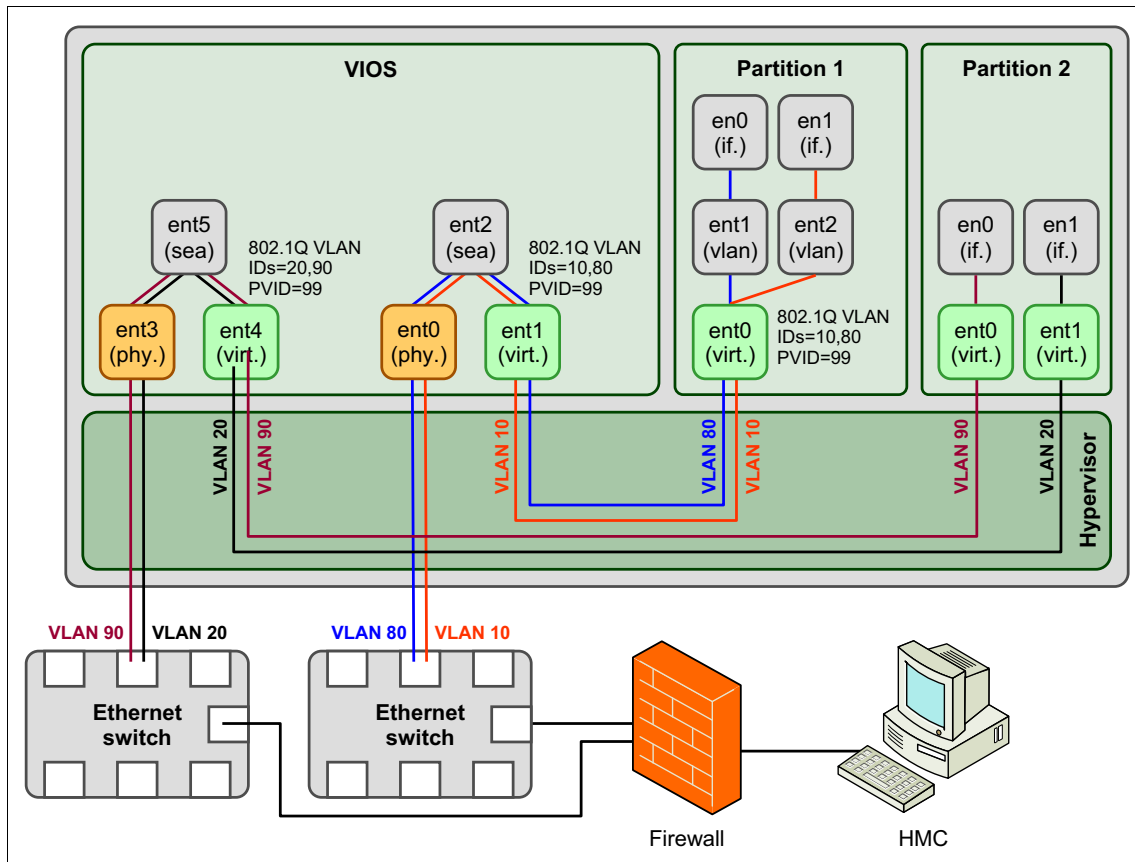 VIOS
Partition 1
Partition 2
en0
(if.)
en1
(if.)
ent5
(sea)
802.1Q VLAN
IDs=20,90
PVID=99
ent2
(sea)
802.1Q VLAN
IDs=10,80
PVID=99
ent1
(vlan)
ent2
(vlan)
en0
(if.)
en1
(if.)
ent3
(phy.)
ent4
(virt.)
ent0
(phy.)
ent1
(virt.)
ent0
(virt.)
802.1Q VLAN
IDs=10,80
PVID=99
ent0
(virt.)
ent1
(virt.)
VLAN 20
VLAN 90
VLAN 10
VLAN 80
VLAN 10
VLAN 90
VLAN 20
Hypervisor
VLAN 90
VLAN 20
VLAN 80
VLAN 10
Ethernet
switch
Ethernet
switch
Firewall
HMC